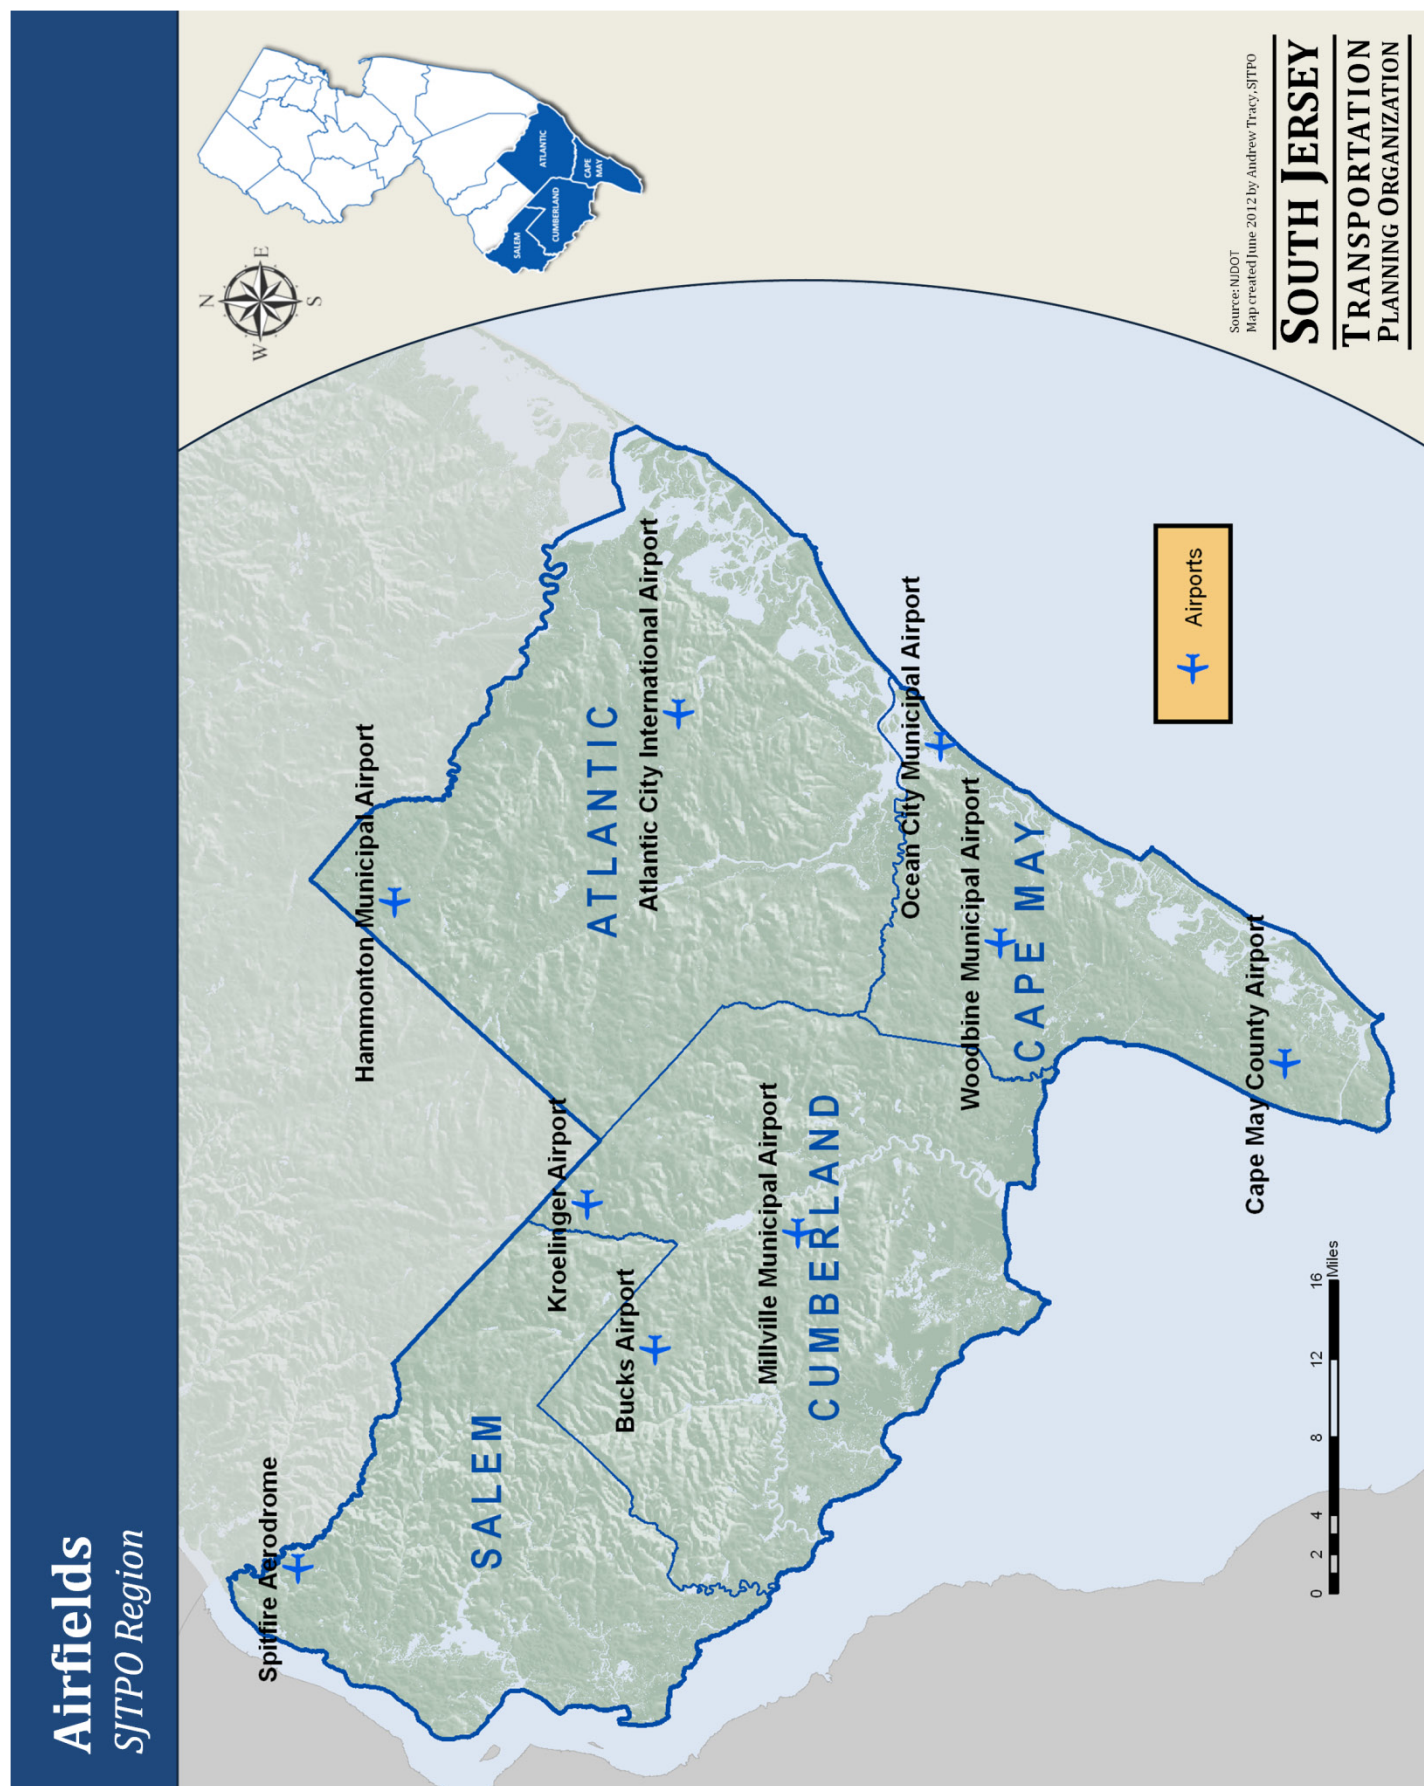 Airfields
SJTPO Region
N
W
E
S
SALEM
CUMBERLAND
ATLANTIC
CAPE
MAY
Spitfire Aerodrome
Hammonton Municipal Airport
SALEM
Kroelinger Airport
ATLANTIC
Bucks Airport
Atlantic City International Airport
Millville Municipal Airport
CUMBERLAND
Ocean City Municipal Airport
Woodbine Municipal Airport
CAPE MAY
Cape May County Airport
Airports
0 2 4 8 12 16
Miles
Source: NJDOT
Map created June 2012 by Andrew Tracy, SJTPO
SOUTH JERSEY
TRANSPORTATION
PLANNING ORGANIZATION